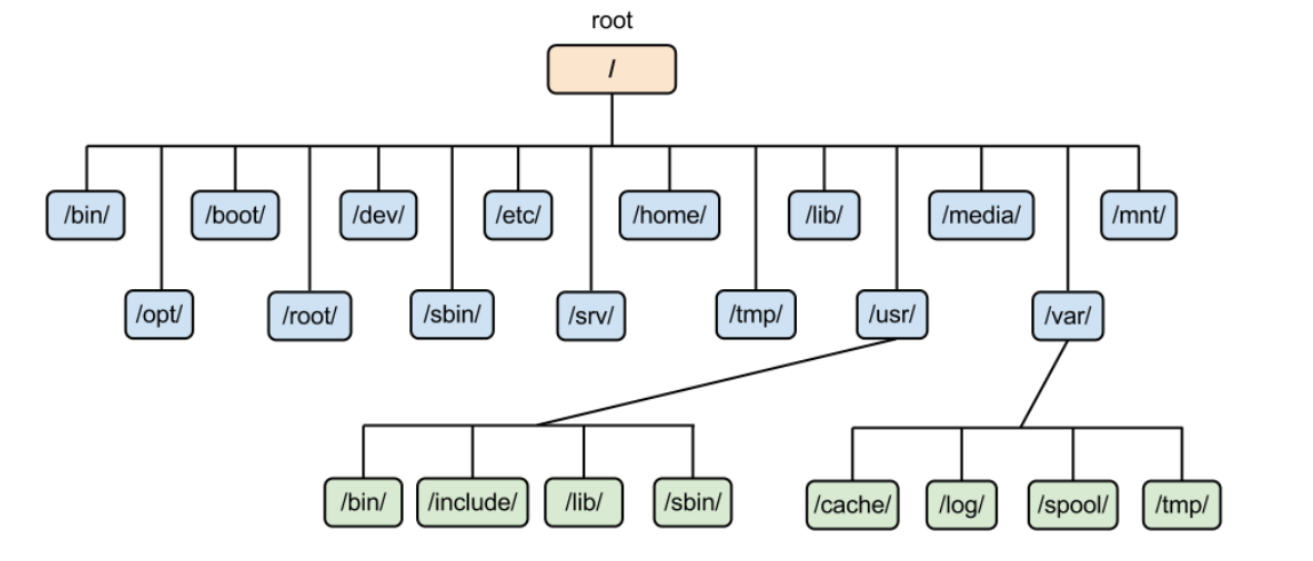 root
/
/bin/ /boot/ /dev/ /etc/ /home/ /lib/ /media/ /mnt/
/opt/ /root/ /sbin/ /srv/ /tmp/ /usr/ /var/
/bin/ /include/ /lib/ /sbin/ /cache/ /log/ /spool/ /tmp/